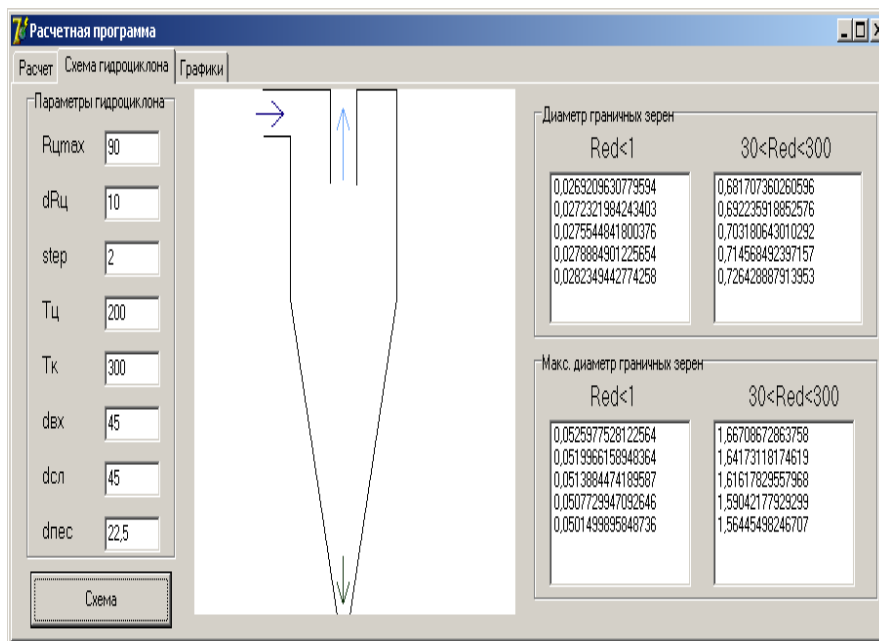 Расчетная программа
Расчет Схема гидроциклона Графики
Параметры гидроциклона
Rцmax 90
dRц 10
step 2
Tц 200
Tк 300
dвх 45
dсл 45
dпес 22,5
Схема
Диаметр граничных зерен
Red<1 30<Red<300
0,0269209630779594 0,681707360260596
0,0272321984243403 0,692235918852576
0,0275544841800376 0,703180643010292
0,0278884901225654 0,714568492397157
0,0282349442774258 0,726428887913953
Макс. диаметр граничных зерен
Red<1 30<Red<300
0,0525977528122564 1,66708672863758
0,0519966158948364 1,64173118174619
0,0513884474189587 1,61617829557968
0,0507729947092646 1,59042177929299
0,0501499895848736 1,56445498246707